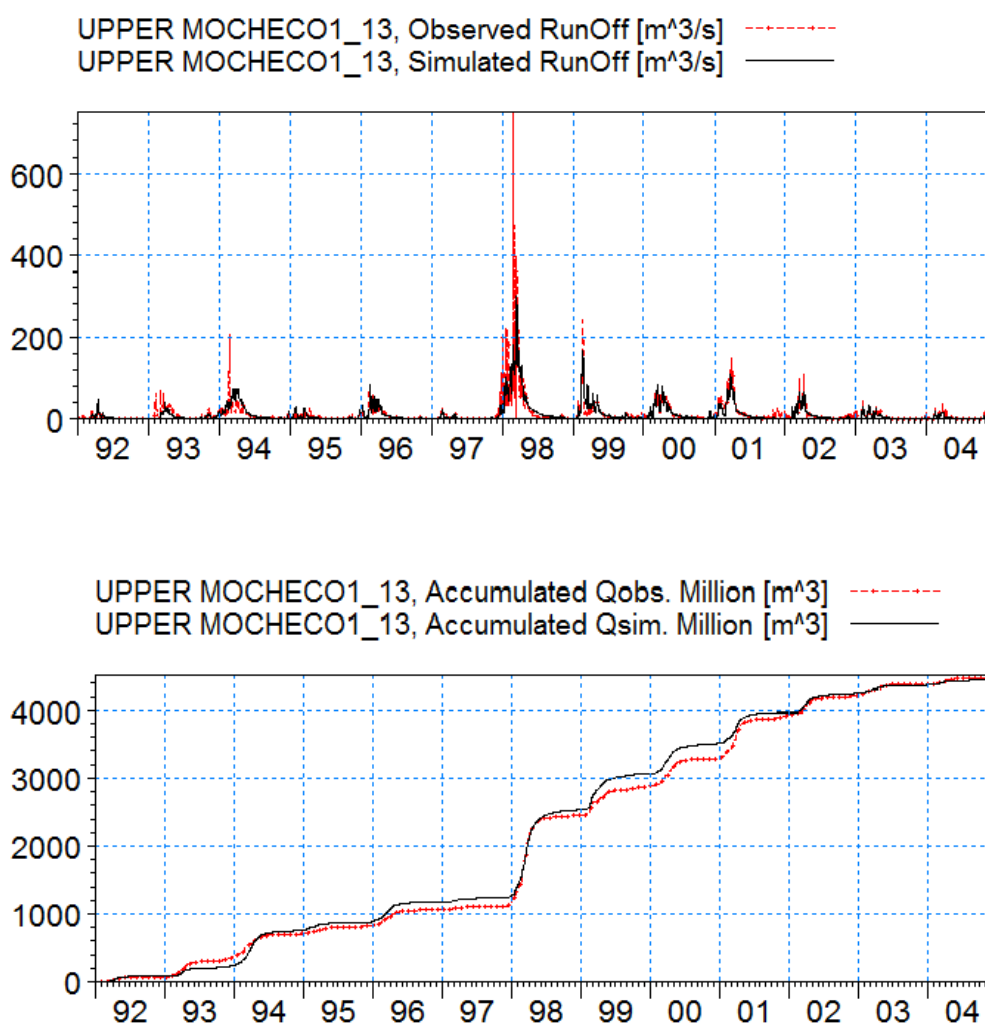 UPPER MOCHECO1_13, Observed RunOff [m^3/s]
UPPER MOCHECO1_13, Simulated RunOff [m^3/s]
600
400
200
0
92 93 94 95 96 97 98 99 00 01 02 03 04
UPPER MOCHECO1_13, Accumulated Qobs. Million [m^3]
UPPER MOCHECO1_13, Accumulated Qsim. Million [m^3]
4000
3000
2000
1000
0
92 93 94 95 96 97 98 99 00 01 02 03 04